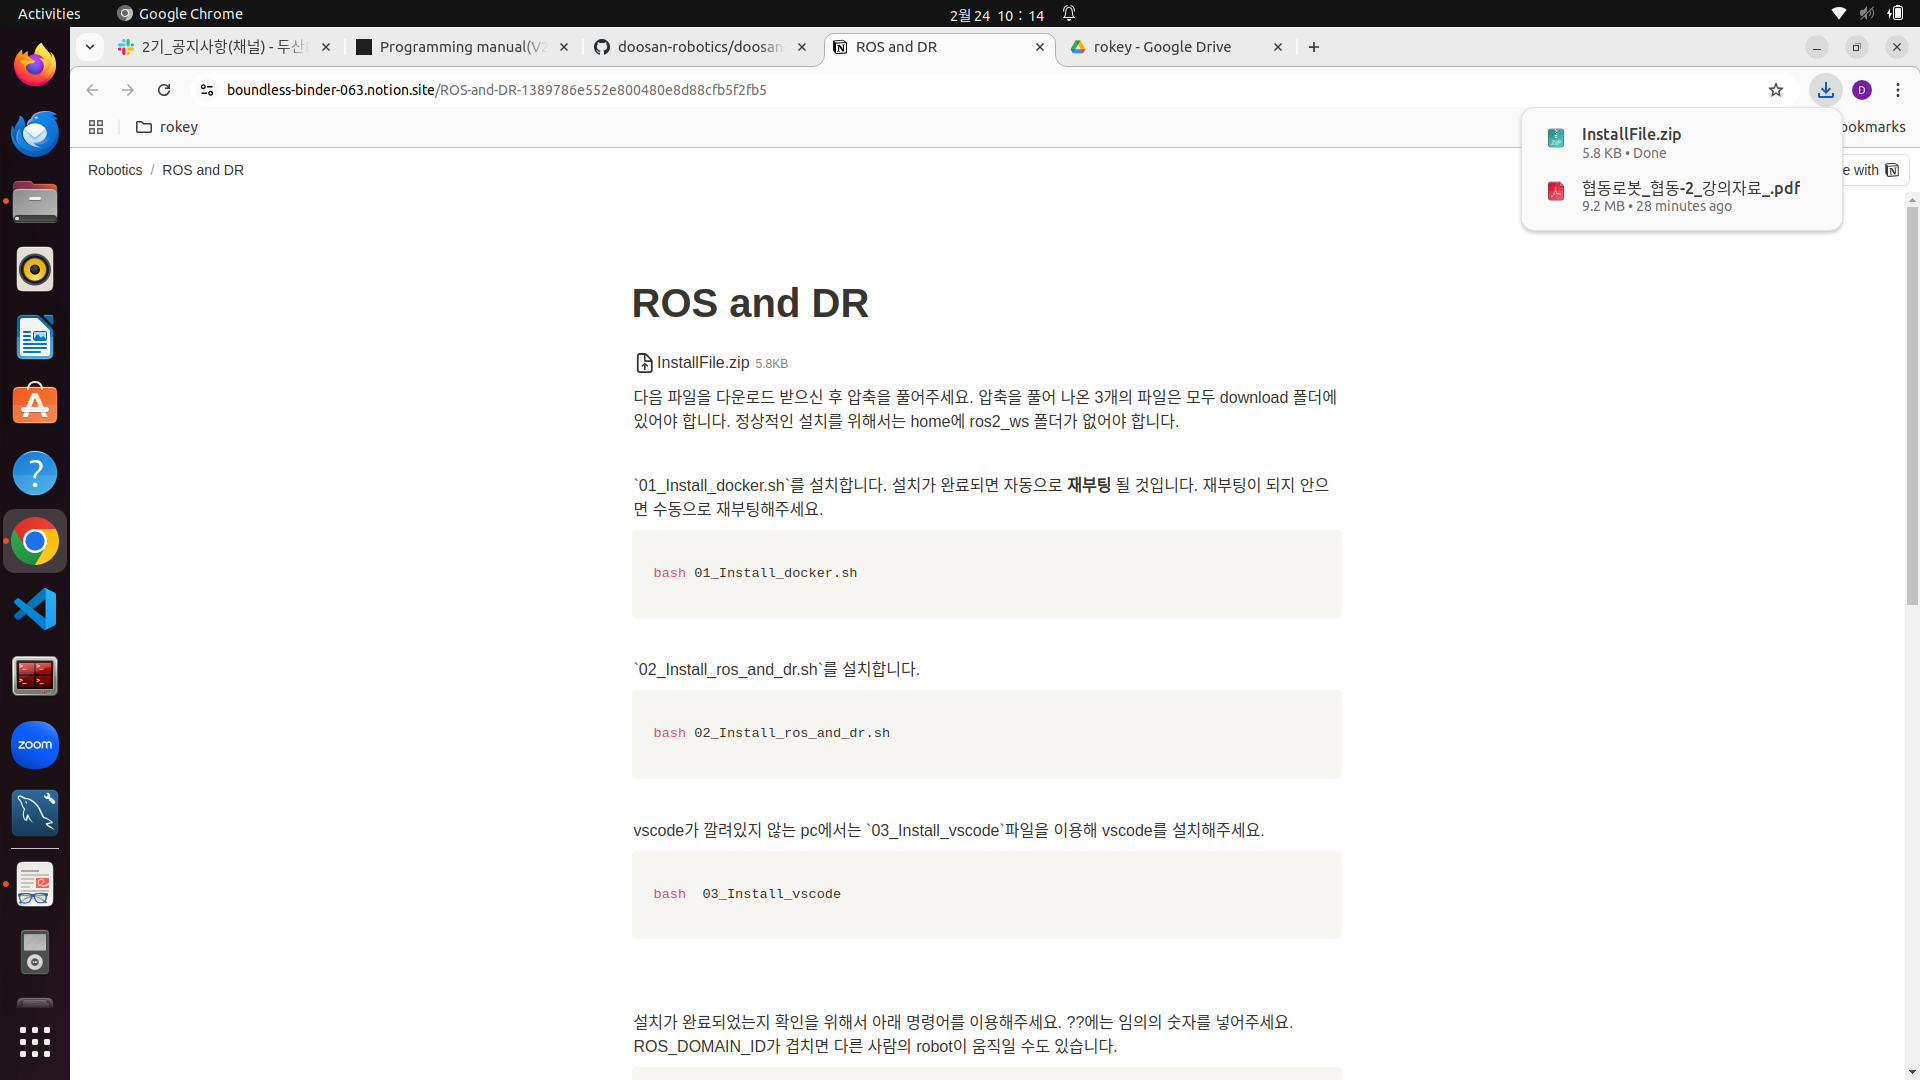 Activities
Google Chrome
2월 24 10 : 14
2기_공지사항(채널) - 두산
Programming manual(V2
doosan-robotics/doosan
ROS and DR
rokey - Google Drive
boundless-binder-063.notion.site/ROS-and-DR-1389786e552e800480e8d88cfb5f2fb5
D
rokey
ookmarks
InstallFile.zip
5.8 KB • Done
협동로봇_협동-2_강의자료_.pdf
9.2 MB • 28 minutes ago
Robotics / ROS and DR
e with
ROS and DR
InstallFile.zip 5.8KB
다음 파일을 다운로드 받으신 후 압축을 풀어주세요. 압축을 풀어 나온 3개의 파일은 모두 download 폴더에
있어야 합니다. 정상적인 설치를 위해서는 home에 ros2_ws 폴더가 없어야 합니다.
`01_Install_docker.sh`를 설치합니다. 설치가 완료되면 자동으로 재부팅 될 것입니다. 재부팅이 되지 안으
면 수동으로 재부팅해주세요.
bash 01_Install_docker.sh
`02_Install_ros_and_dr.sh`를 설치합니다.
bash 02_Install_ros_and_dr.sh
vscode가 깔려있지 않는 pc에서는 `03_Install_vscode`파일을 이용해 vscode를 설치해주세요.
bash  03_Install_vscode
설치가 완료되었는지 확인을 위해서 아래 명령어를 이용해주세요. ??에는 임의의 숫자를 넣어주세요.
ROS_DOMAIN_ID가 겹치면 다른 사람의 robot이 움직일 수도 있습니다.
zoom